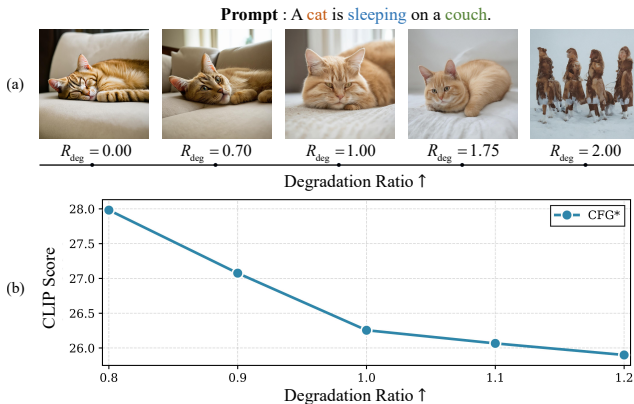 Prompt : A cat is sleeping on a couch.
(a)
R_deg = 0.00 R_deg = 0.70 R_deg = 1.00 R_deg = 1.75 R_deg = 2.00
Degradation Ratio ↑
(b)
CLIP Score
28.0
27.5
27.0
26.5
26.0
CFG*
0.8 0.9 1.0 1.1 1.2
Degradation Ratio ↑